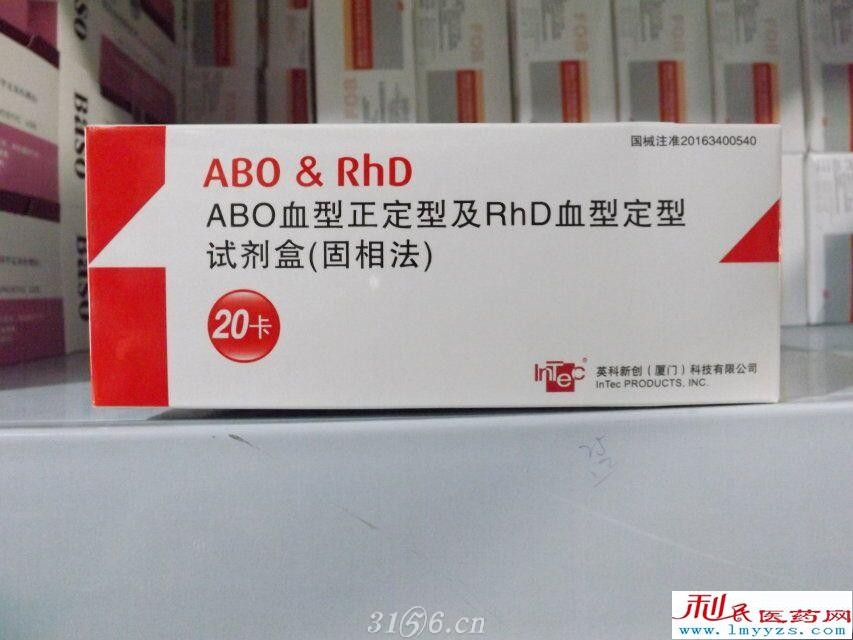 国械注准20163400540
ABO & RhD
ABO血型正定型及RhD血型定型
试剂盒(固相法)
20卡
InTec
英科新创（厦门）科技有限公司
InTec PRODUCTS, INC.
Baso
Baso
3156.cn
利民医药网
www.lmyyzs.com